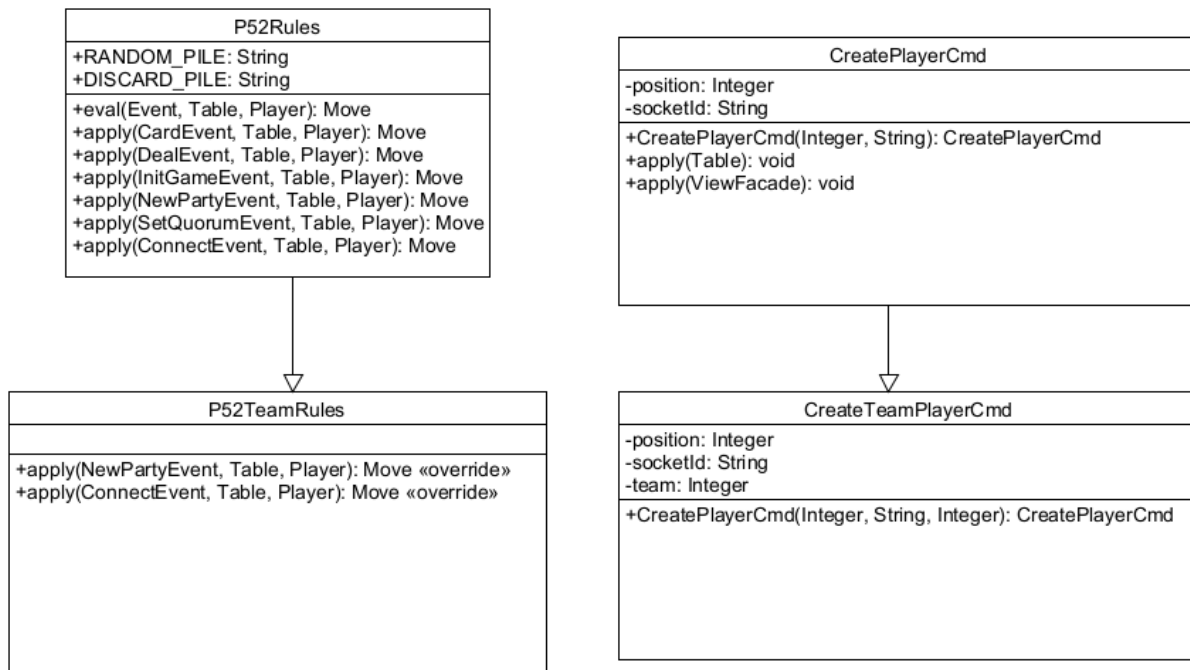 P52Rules
+RANDOM_PILE: String
+DISCARD_PILE: String
+eval(Event, Table, Player): Move
+apply(CardEvent, Table, Player): Move
+apply(DealEvent, Table, Player): Move
+apply(InitGameEvent, Table, Player): Move
+apply(NewPartyEvent, Table, Player): Move
+apply(SetQuorumEvent, Table, Player): Move
+apply(ConnectEvent, Table, Player): Move
CreatePlayerCmd
-position: Integer
-socketId: String
+CreatePlayerCmd(Integer, String): CreatePlayerCmd
+apply(Table): void
+apply(ViewFacade): void
P52TeamRules
+apply(NewPartyEvent, Table, Player): Move «override»
+apply(ConnectEvent, Table, Player): Move «override»
CreateTeamPlayerCmd
-position: Integer
-socketId: String
-team: Integer
+CreatePlayerCmd(Integer, String, Integer): CreatePlayerCmd